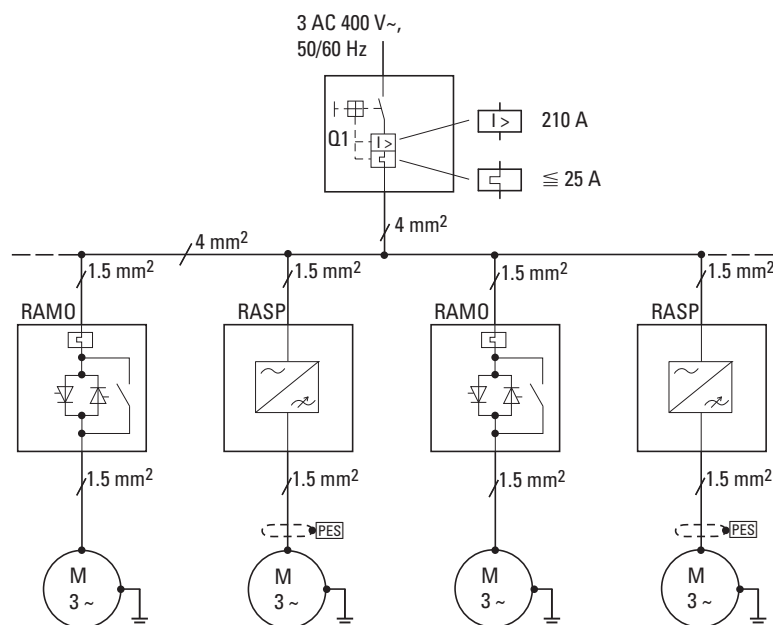 3 AC 400 V~,
50/60 Hz
Q1
I >
I >
210 A
≦ 25 A
4 mm²
4 mm²
1.5 mm²
1.5 mm²
1.5 mm²
1.5 mm²
RAMO
RASP
RAMO
RASP
1.5 mm²
1.5 mm²
1.5 mm²
1.5 mm²
PES
PES
M
3 ~
M
3 ~
M
3 ~
M
3 ~